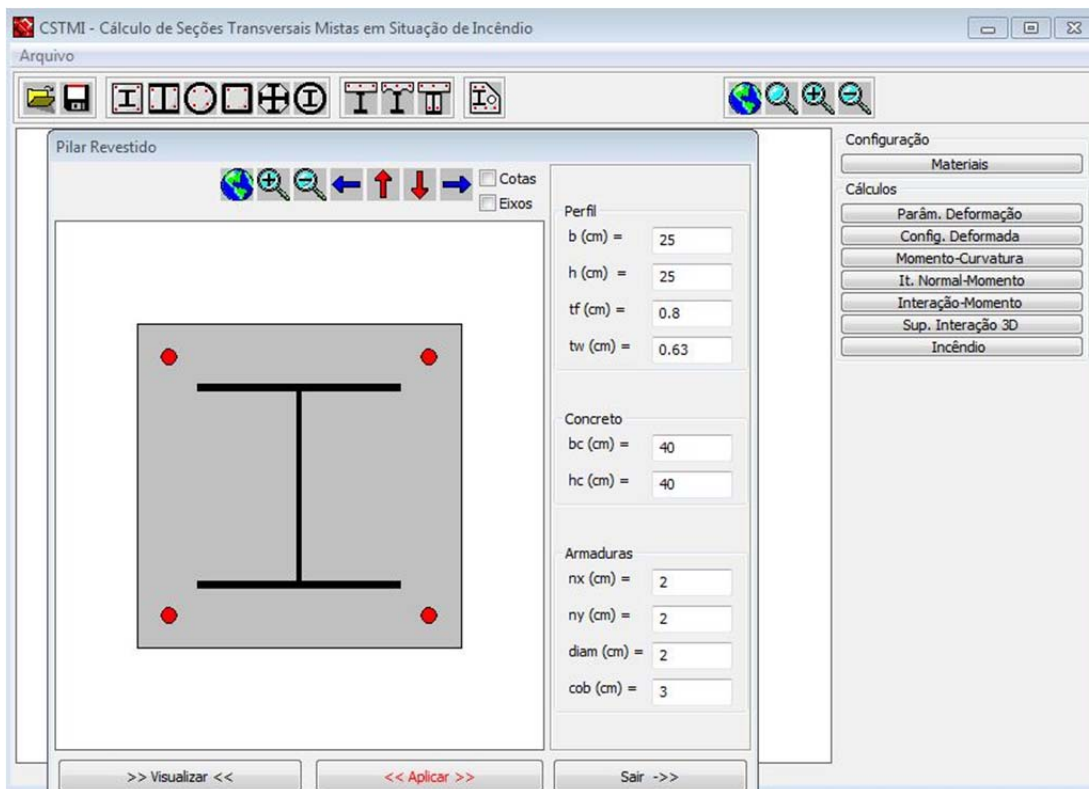 CSTMI - Cálculo de Seções Transversais Mistas em Situação de Incêndio
Arquivo
Pilar Revestido
Cotas
Eixos
Perfil
b (cm) = 25
h (cm) = 25
tf (cm) = 0.8
tw (cm) = 0.63
Concreto
bc (cm) = 40
hc (cm) = 40
Armaduras
nx (cm) = 2
ny (cm) = 2
diam (cm) = 2
cob (cm) = 3
>> Visualizar <<
<< Aplicar >>
Sair ->>
Configuração
Materiais
Cálculos
Parâm. Deformação
Config. Deformada
Momento-Curvatura
It. Normal-Momento
Interação-Momento
Sup. Interação 3D
Incêndio